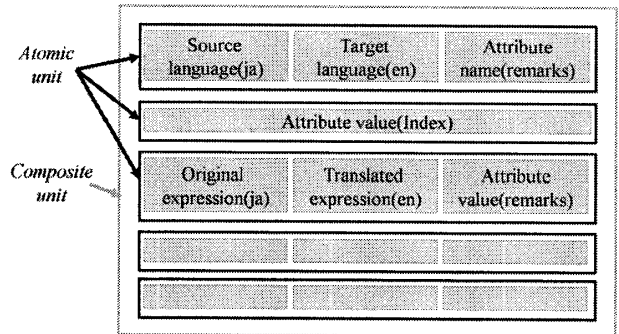 Atomic
unit
Source
language(ja)
Target
language(en)
Attribute
name(remarks)
Attribute value(Index)
Composite
unit
Original
expression(ja)
Translated
expression(en)
Attribute
value(remarks)